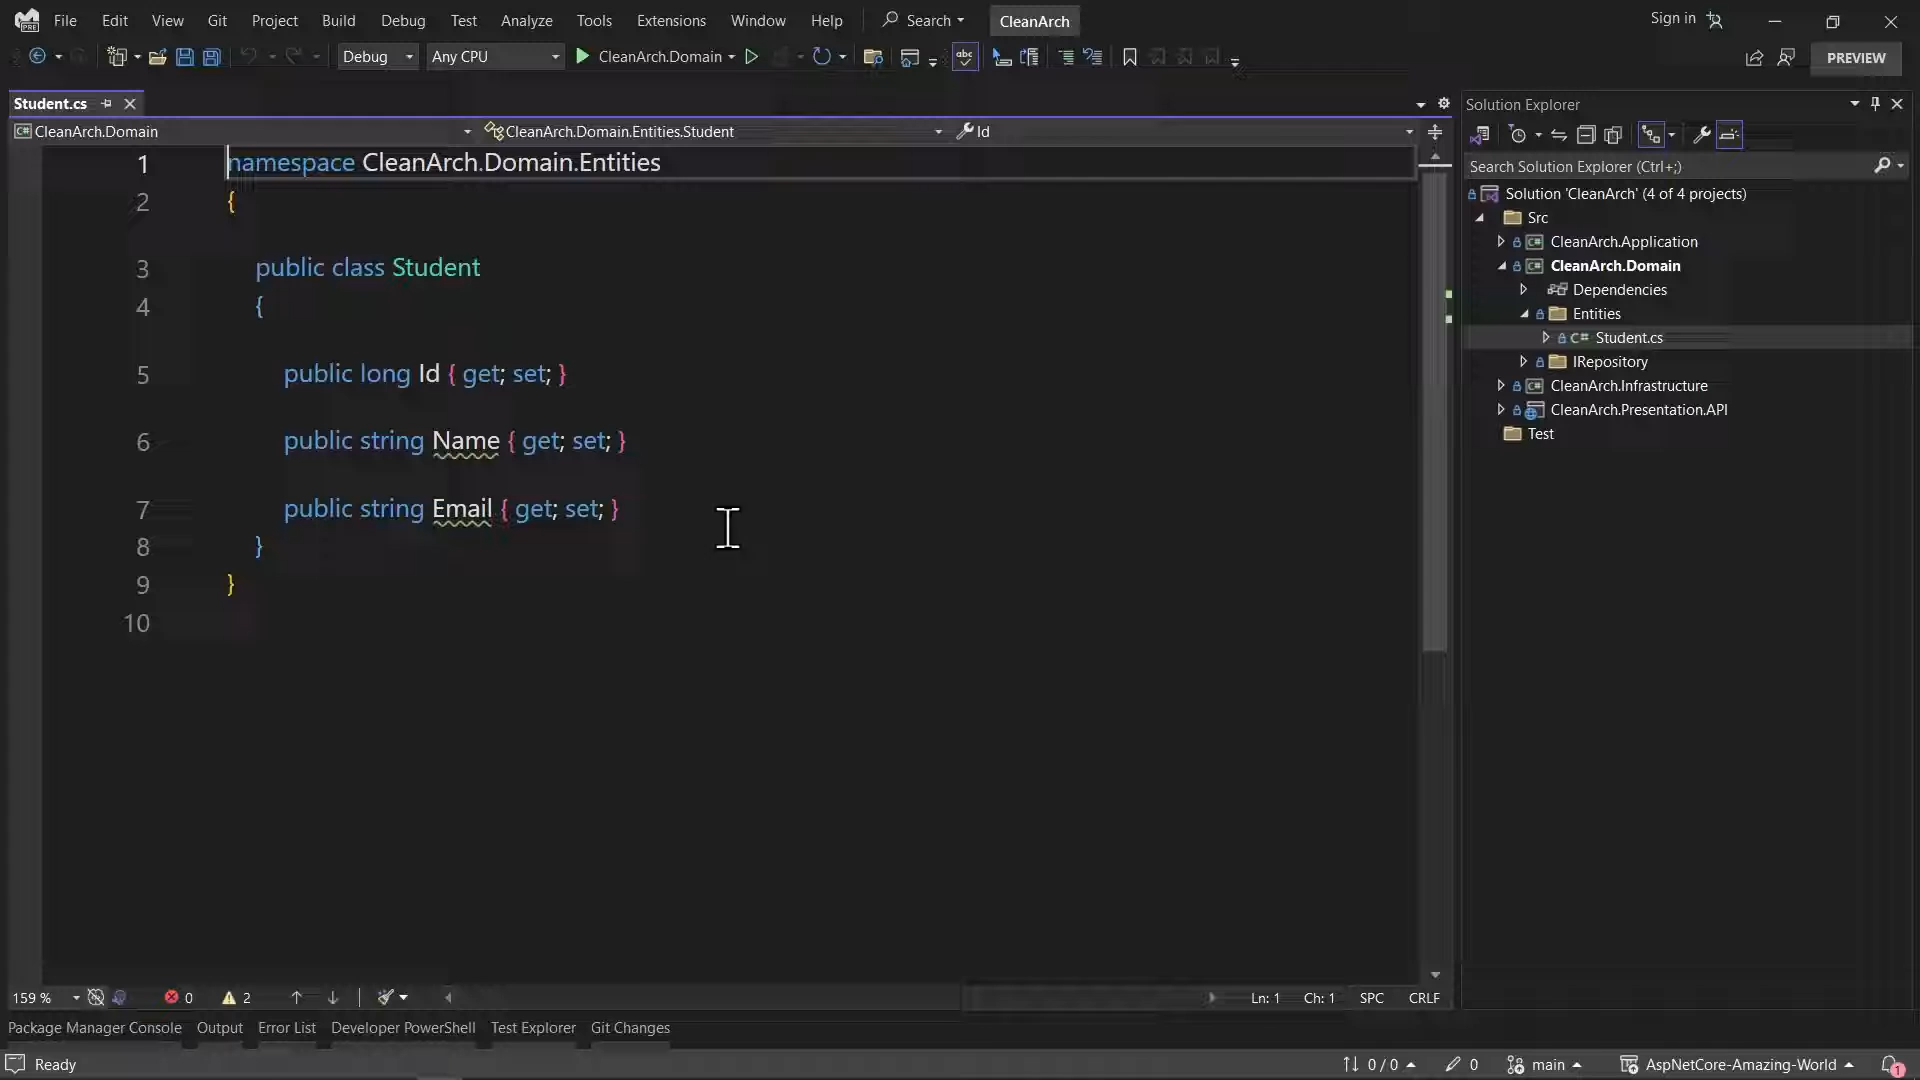 File Edit View Git Project Build Debug Test Analyze Tools Extensions Window Help Search CleanArch Sign in
Debug Any CPU CleanArch.Domain PREVIEW
Student.cs
CleanArch.Domain CleanArch.Domain.Entities.Student Id
1 namespace CleanArch.Domain.Entities
2 {
3 public class Student
4 {
5 public long Id { get; set; }
6 public string Name { get; set; }
7 public string Email { get; set; }
8 }
9 }
10
159 % 0 2 Ln: 1 Ch: 1 SPC CRLF
Solution Explorer
Search Solution Explorer (Ctrl+;)
Solution 'CleanArch' (4 of 4 projects)
Src
C# CleanArch.Application
C# CleanArch.Domain
Dependencies
Entities
C# Student.cs
IRepository
C# CleanArch.Infrastructure
CleanArch.Presentation.API
Test
Package Manager Console Output Error List Developer PowerShell Test Explorer Git Changes
Ready 0 / 0 0 main AspNetCore-Amazing-World 1